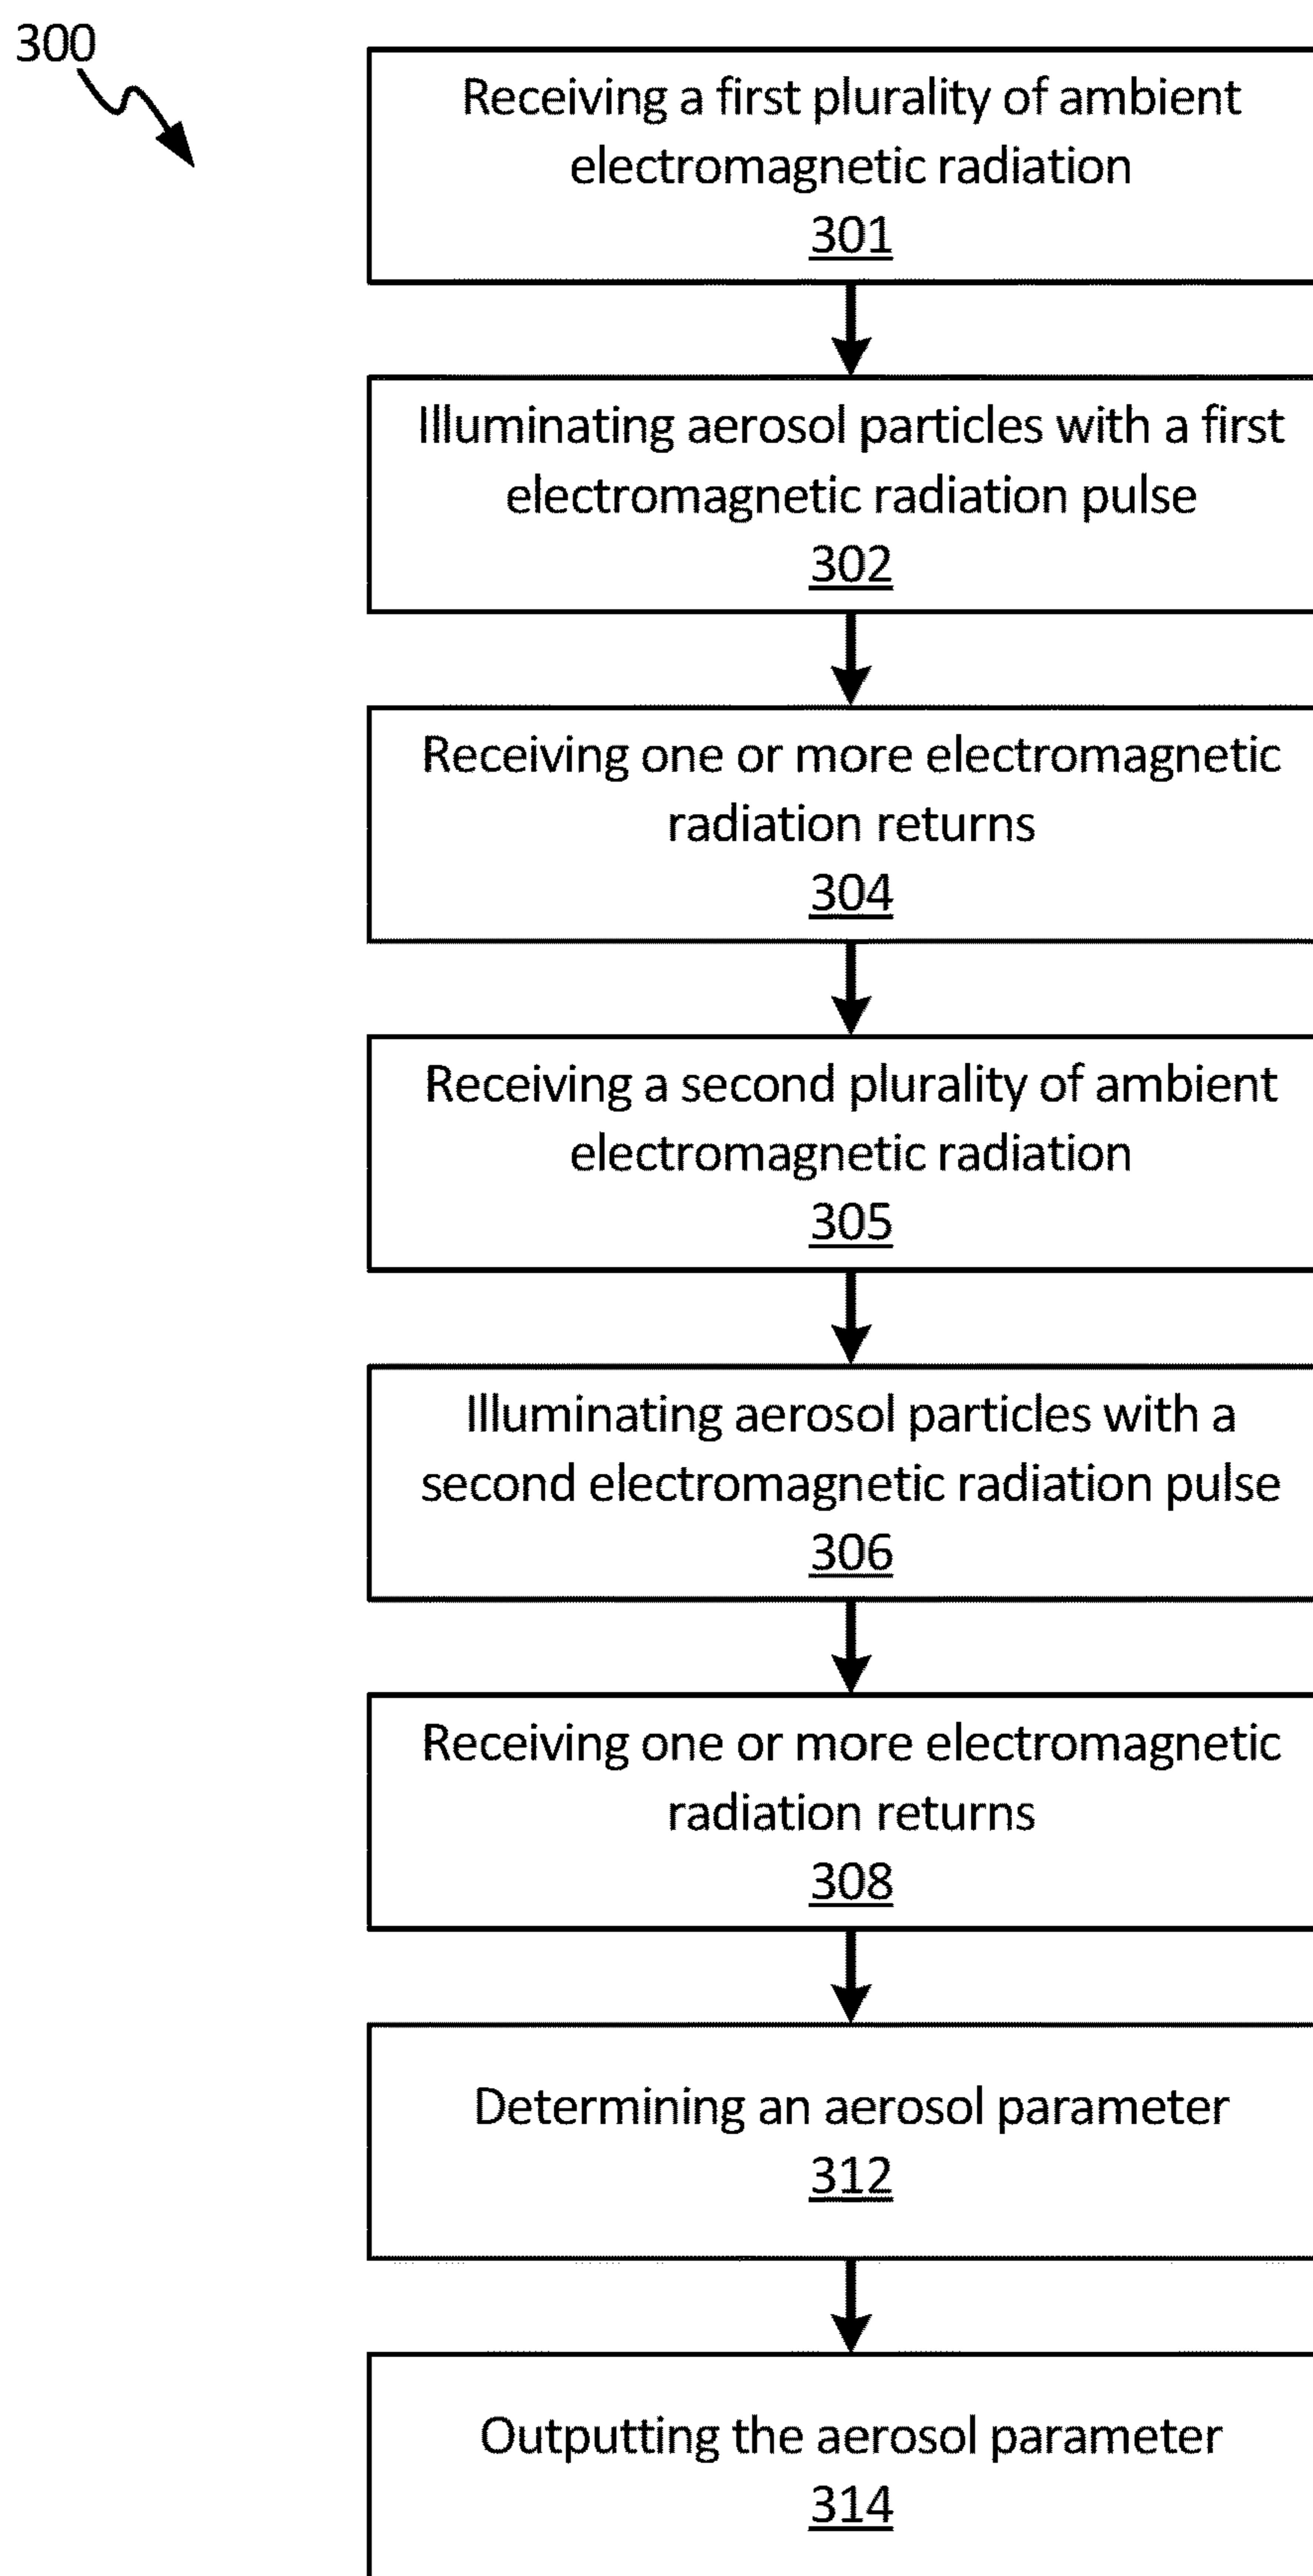 300
Receiving a first plurality of ambient
electromagnetic radiation
301
Illuminating aerosol particles with a first
electromagnetic radiation pulse
302
Receiving one or more electromagnetic
radiation returns
304
Receiving a second plurality of ambient
electromagnetic radiation
305
Illuminating aerosol particles with a
second electromagnetic radiation pulse
306
Receiving one or more electromagnetic
radiation returns
308
Determining an aerosol parameter
312
Outputting the aerosol parameter
314